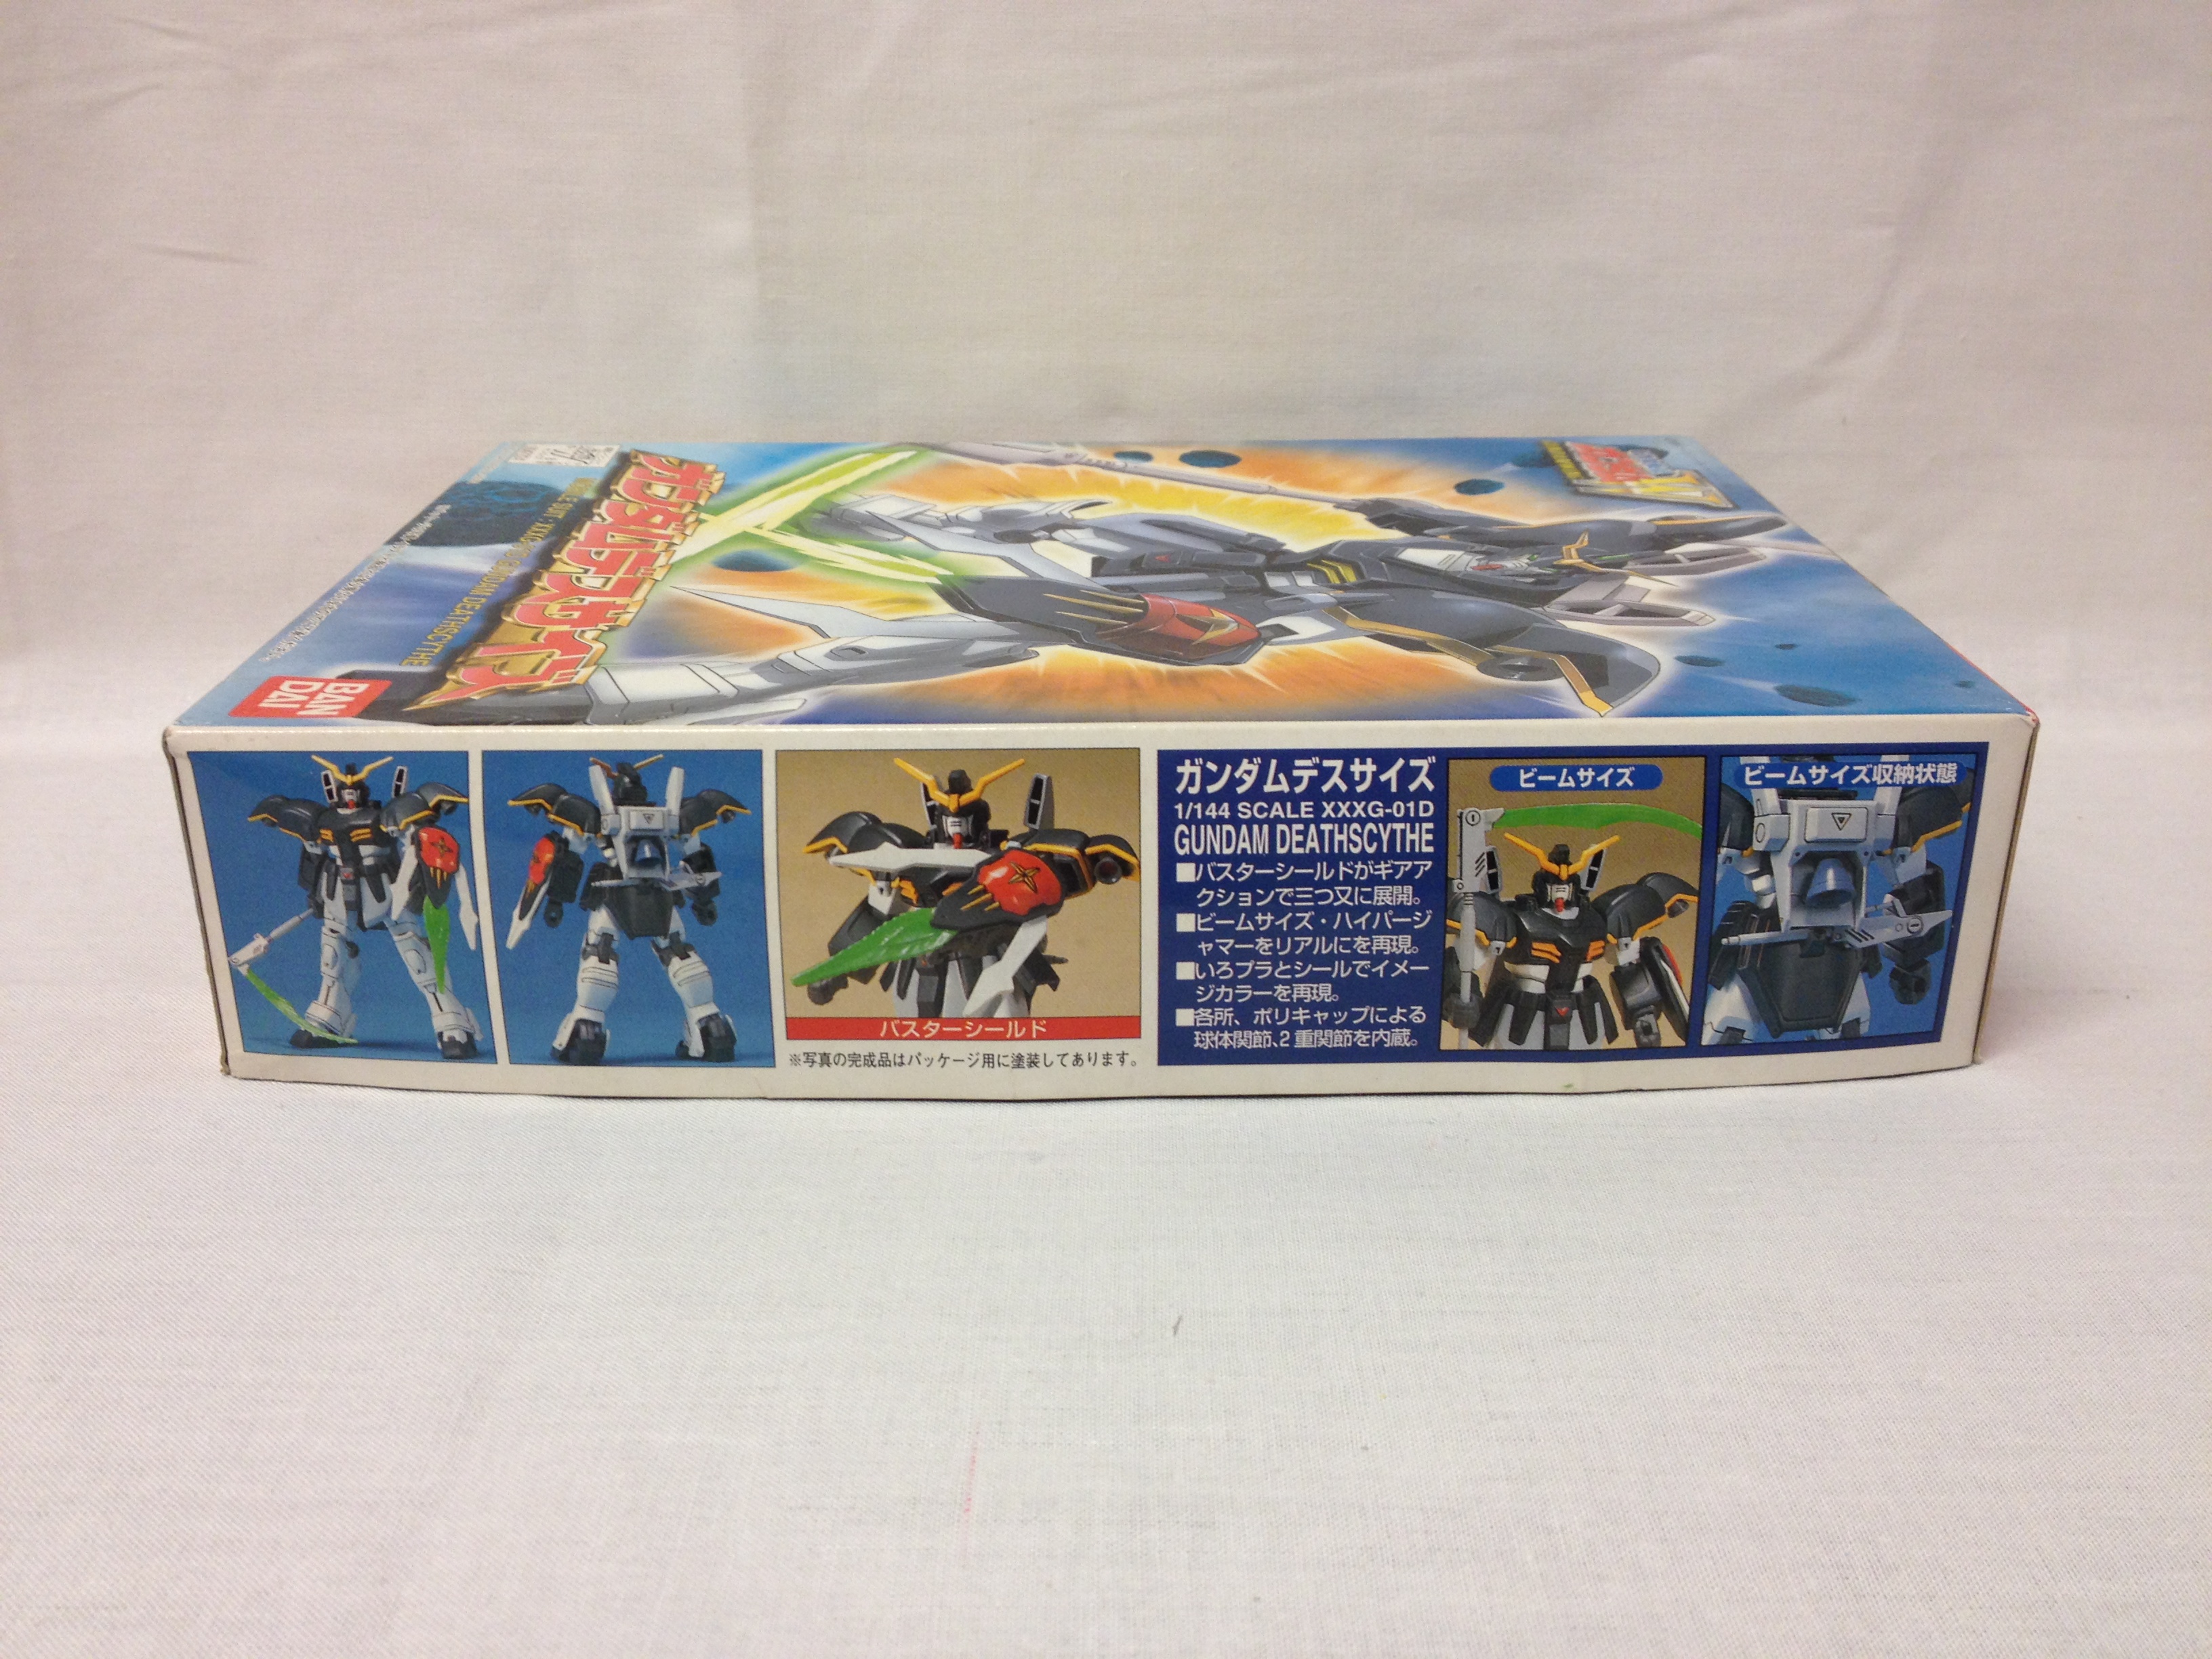 ガンダムデスサイズ
GUNDAM DEATHSCYTHE
BAN
DAI
W
バスターシールド
※写真の完成品はパッケージ用に塗装してあります。
ガンダムデスサイズ
1/144 SCALE XXXG-01D
GUNDAM DEATHSCYTHE
■バスターシールドがギアア
クションで三つ又に展開。
■ビームサイズ・ハイパージ
ャマーをリアルにを再現。
■いろプラとシールでイメー
ジカラーを再現。
■各所、ポリキャップによる
球体関節、2重関節を内蔵。
ビームサイズ
ビームサイズ収納状態